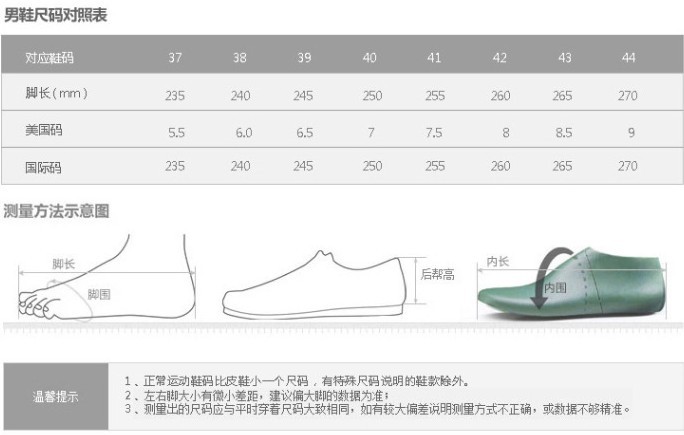 男鞋尺码对照表
对应鞋码 37 38 39 40 41 42 43 44
脚长(mm) 235 240 245 250 255 260 265 270
美国码 5.5 6.0 6.5 7 7.5 8 8.5 9
国际码 235 240 245 250 255 260 265 270
测量方法示意图
脚长
脚围
后帮高
内长
内围
温馨提示
1、正常运动鞋码比皮鞋小一个尺码，有特殊尺码说明的鞋款除外。
2、左右脚大小有微小差距，建议偏大脚的数据为准；
3、测量出的尺码应与平时穿着尺码大致相同，如有较大偏差说明测量方式不正确，或数据不够精准。